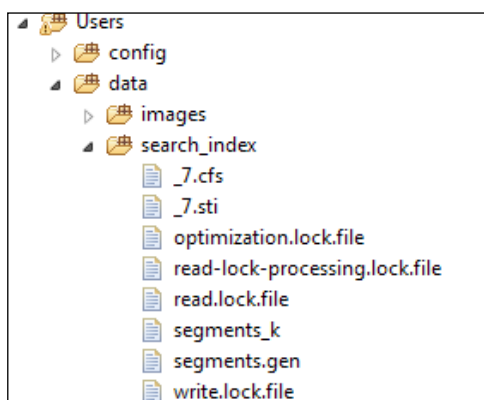 Users
config
data
images
search_index
_7.cfs
_7.sti
optimization.lock.file
read-lock-processing.lock.file
read.lock.file
segments_k
segments.gen
write.lock.file